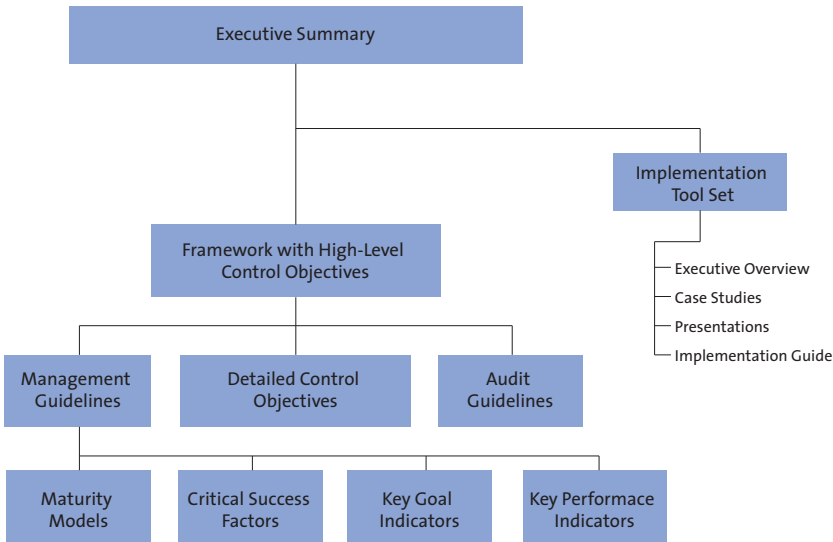 Executive Summary
Implementation
Tool Set
Framework with High-Level
Control Objectives
Executive Overview
Case Studies
Presentations
Implementation Guide
Management
Guidelines
Detailed Control
Objectives
Audit
Guidelines
Maturity
Models
Critical Success
Factors
Key Goal
Indicators
Key Performace
Indicators